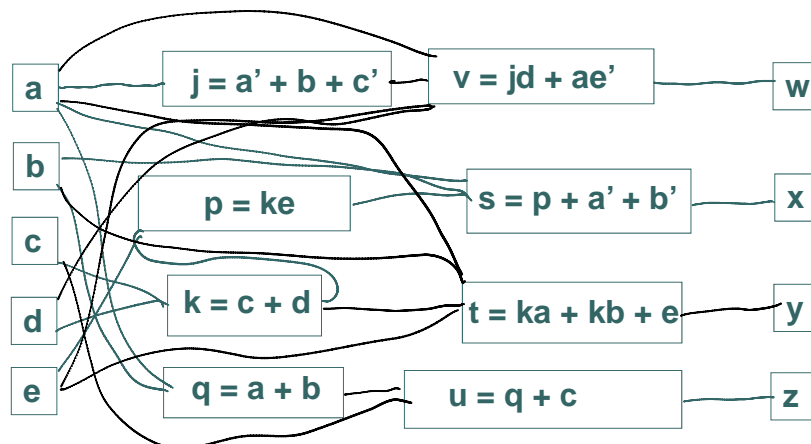 a
j = a’ + b + c’
v = jd + ae’
w
b
p = ke
s = p + a’ + b’
x
c
k = c + d
t = ka + kb + e
y
d
e
q = a + b
u = q + c
z